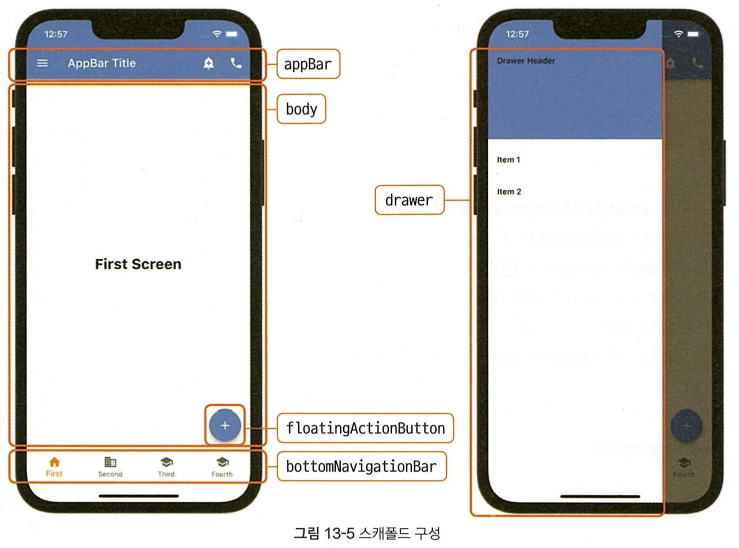 12:57
AppBar Title
appBar
body
First Screen
floatingActionButton
First
Second
Third
Fourth
bottomNavigationBar
12:57
Drawer Header
Item 1
Item 2
drawer
Fourth
그림 13-5 스캐폴드 구성